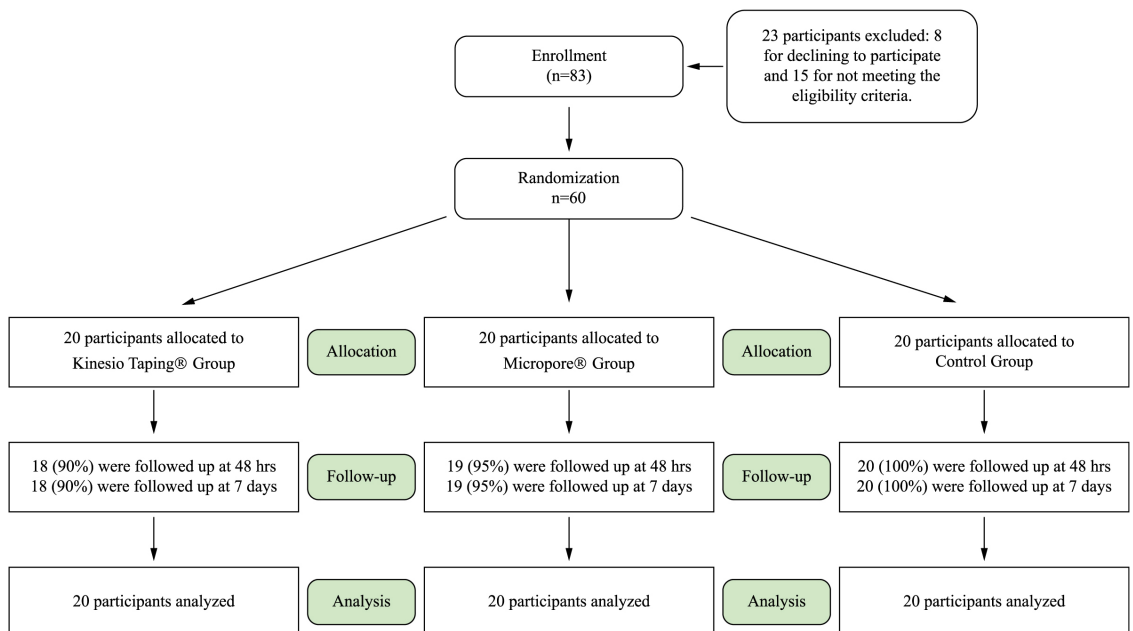 Enrollment
(n=83)
23 participants excluded: 8
for declining to participate
and 15 for not meeting the
eligibility criteria.
Randomization
n=60
20 participants allocated to
Kinesio Taping® Group
Allocation
20 participants allocated to
Micropore® Group
Allocation
20 participants allocated to
Control Group
18 (90%) were followed up at 48 hrs
18 (90%) were followed up at 7 days
Follow-up
19 (95%) were followed up at 48 hrs
19 (95%) were followed up at 7 days
Follow-up
20 (100%) were followed up at 48 hrs
20 (100%) were followed up at 7 days
20 participants analyzed
Analysis
20 participants analyzed
Analysis
20 participants analyzed